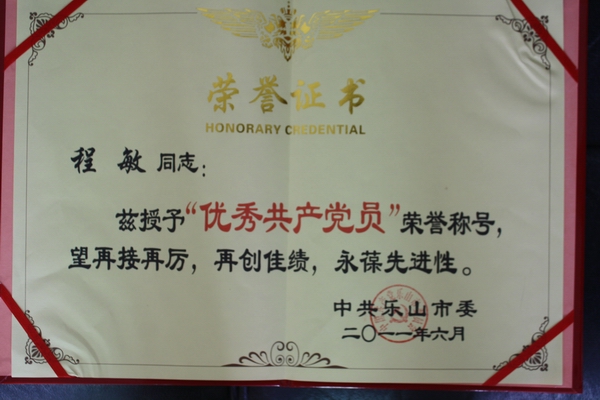 荣誉证书
HONORARY CREDENTIAL
程 敏 同志：
兹授予“优秀共产党员”荣誉称号，
望再接再厉，再创佳绩，永葆先进性。
中共乐山市委
二〇一一年六月